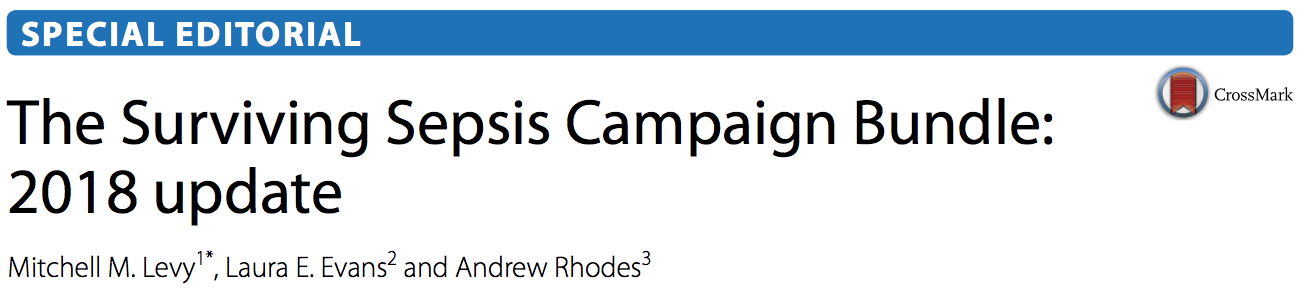 SPECIAL EDITORIAL
The Surviving Sepsis Campaign Bundle:
2018 update
CrossMark
Mitchell M. Levy1*, Laura E. Evans2 and Andrew Rhodes3